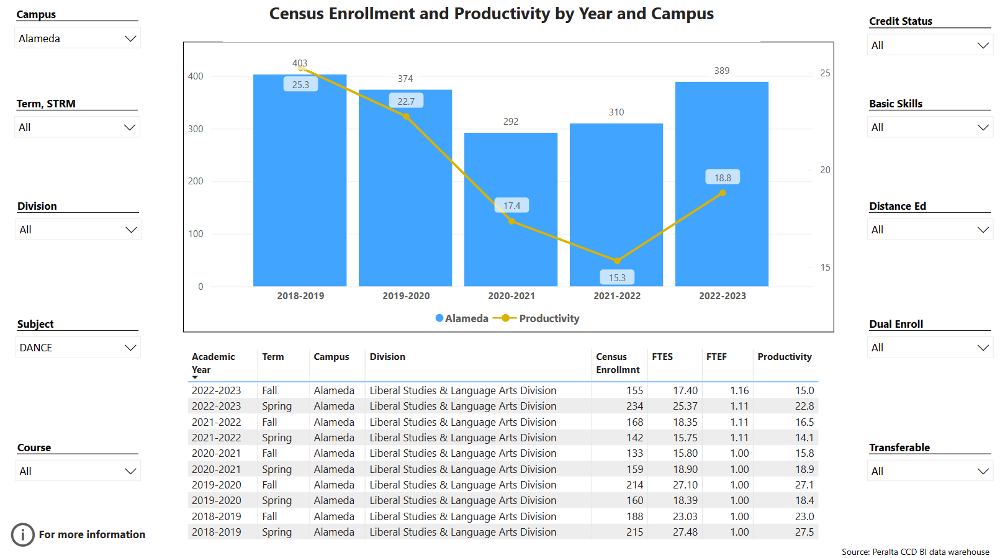 Census Enrollment and Productivity by Year and Campus
Campus
Alameda
Term, STRM
All
Division
All
Subject
DANCE
Course
All
For more information
Credit Status
All
Basic Skills
All
Distance Ed
All
Dual Enroll
All
Transferable
All
400
300
200
100
0
25
20
15
403
374
292
310
389
25.3
22.7
17.4
15.3
18.8
2018-2019 2019-2020 2020-2021 2021-2022 2022-2023
Alameda Productivity
Academic Year Term Campus Division Census Enrollmnt FTES FTEF Productivity
2022-2023 Fall Alameda Liberal Studies & Language Arts Division 155 17.40 1.16 15.0
2022-2023 Spring Alameda Liberal Studies & Language Arts Division 234 25.37 1.11 22.8
2021-2022 Fall Alameda Liberal Studies & Language Arts Division 168 18.35 1.11 16.5
2021-2022 Spring Alameda Liberal Studies & Language Arts Division 142 15.75 1.11 14.1
2020-2021 Fall Alameda Liberal Studies & Language Arts Division 133 15.80 1.00 15.8
2020-2021 Spring Alameda Liberal Studies & Language Arts Division 159 18.90 1.00 18.9
2019-2020 Fall Alameda Liberal Studies & Language Arts Division 214 27.10 1.00 27.1
2019-2020 Spring Alameda Liberal Studies & Language Arts Division 160 18.39 1.00 18.4
2018-2019 Fall Alameda Liberal Studies & Language Arts Division 188 23.03 1.00 23.0
2018-2019 Spring Alameda Liberal Studies & Language Arts Division 215 27.48 1.00 27.5
Source: Peralta CCD BI data warehouse